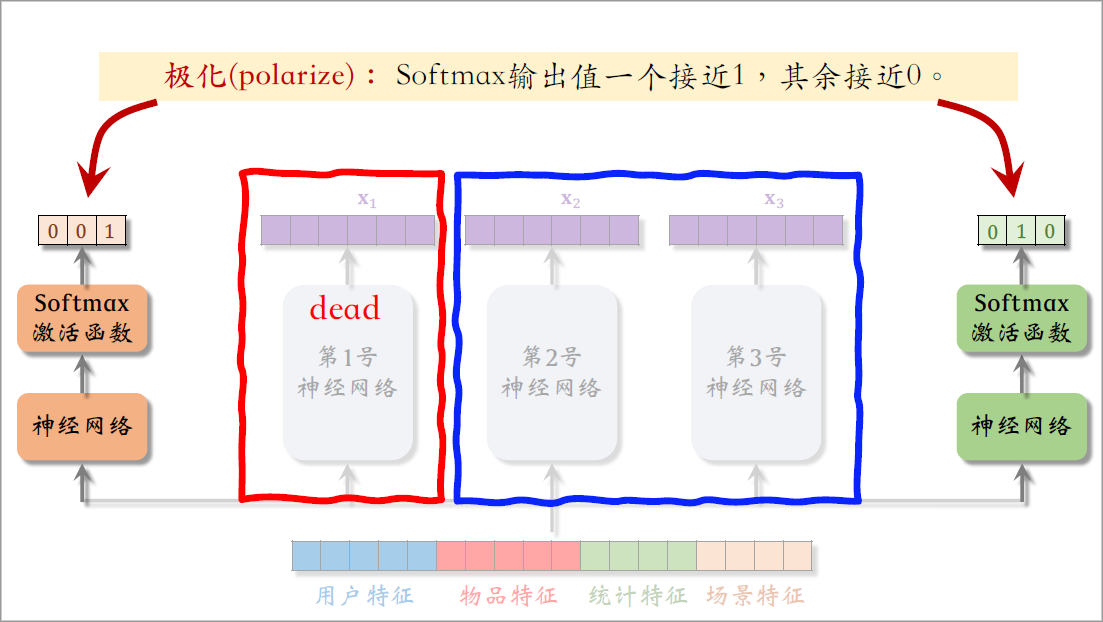 极化(polarize)： Softmax输出值一个接近1，其余接近0。
x₁
x₂
x₃
0 0 1
0 1 0
Softmax
激活函数
dead
第1号
神经网络
第2号
神经网络
第3号
神经网络
Softmax
激活函数
神经网络
神经网络
用户特征
物品特征
统计特征
场景特征